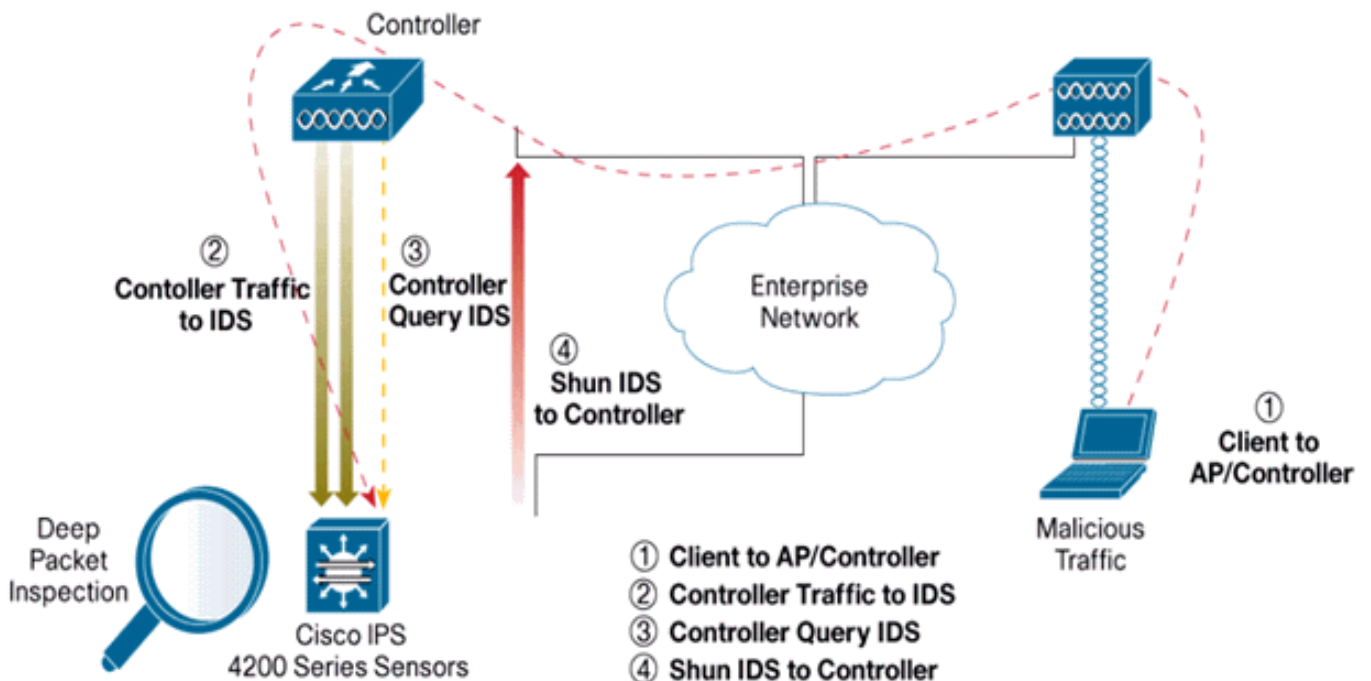 Controller
②
Contoller Traffic
to IDS
③
Controller
Query IDS
④
Shun IDS
to Controller
Enterprise
Network
①
Client to
AP/Controller
Deep
Packet
Inspection
Cisco IPS
4200 Series Sensors
Malicious
Traffic
① Client to AP/Controller
② Controller Traffic to IDS
③ Controller Query IDS
④ Shun IDS to Controller